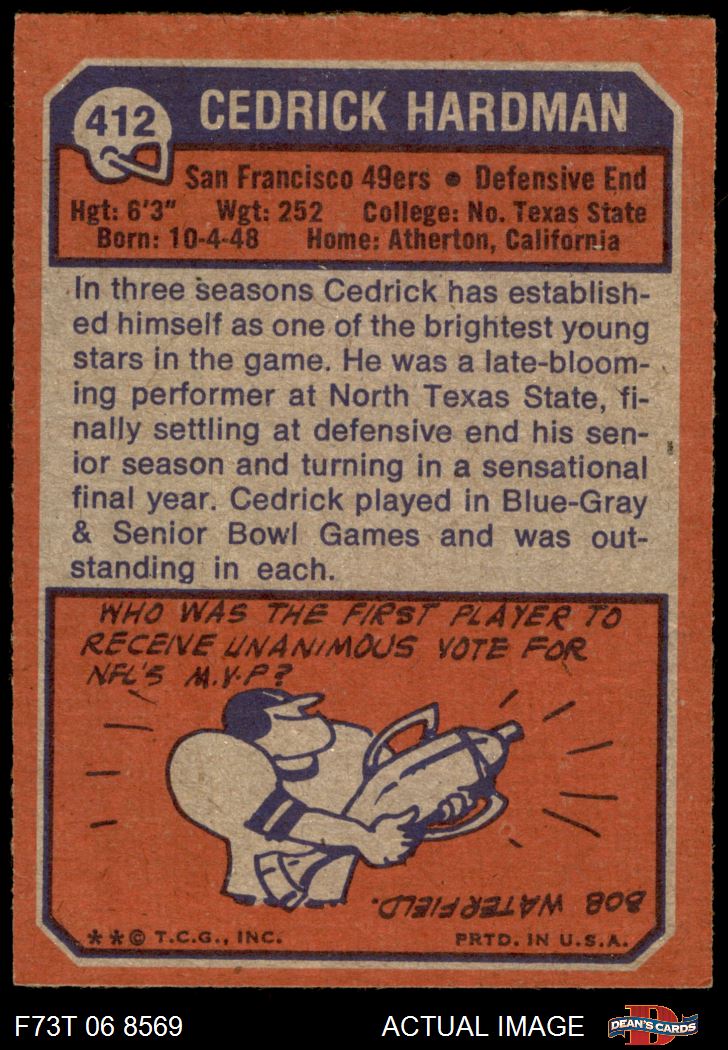 412
CEDRICK HARDMAN
San Francisco 49ers • Defensive End
Hgt: 6'3" Wgt: 252 College: No. Texas State
Born: 10-4-48 Home: Atherton, California
In three seasons Cedrick has establish-
ed himself as one of the brightest young
stars in the game. He was a late-bloom-
ing performer at North Texas State, fi-
nally settling at defensive end his sen-
ior season and turning in a sensational
final year. Cedrick played in Blue-Gray
& Senior Bowl Games and was out-
standing in each.
WHO WAS THE FIRST PLAYER TO
RECEIVE UNANIMOUS VOTE FOR
NFL'S M.V.P?
BOB WATERFIELD.
**© T.C.G., INC. PRTD. IN U.S.A.
F73T 06 8569 ACTUAL IMAGE
D
DEAN'S CARDS